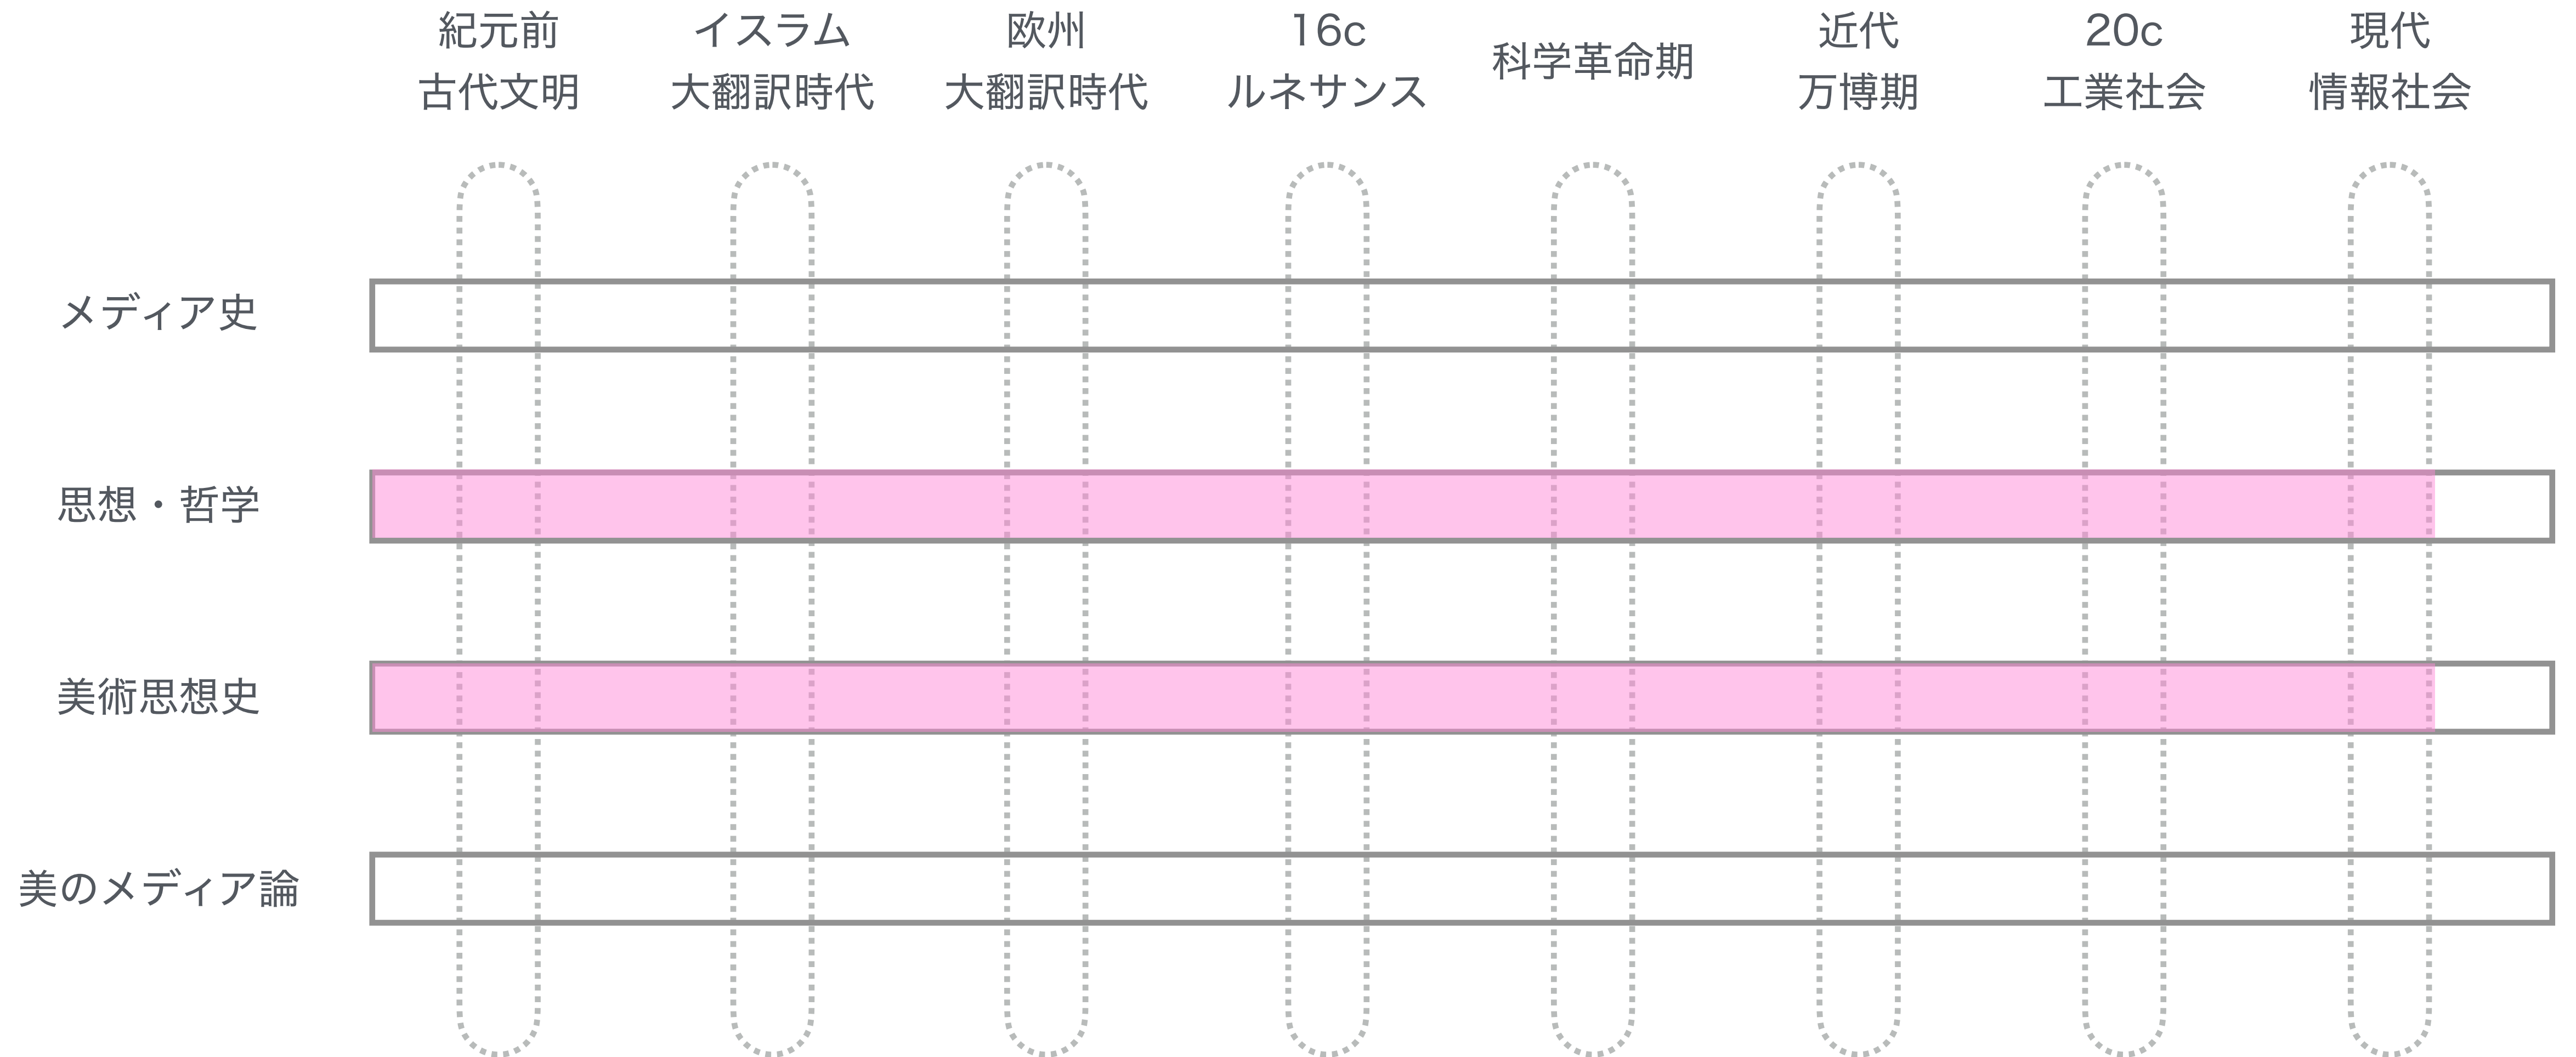 紀元前
古代文明
イスラム
大翻訳時代
欧州
大翻訳時代
16c
ルネサンス
科学革命期
近代
万博期
20c
工業社会
現代
情報社会
メディア史
思想・哲学
美術思想史
美のメディア論